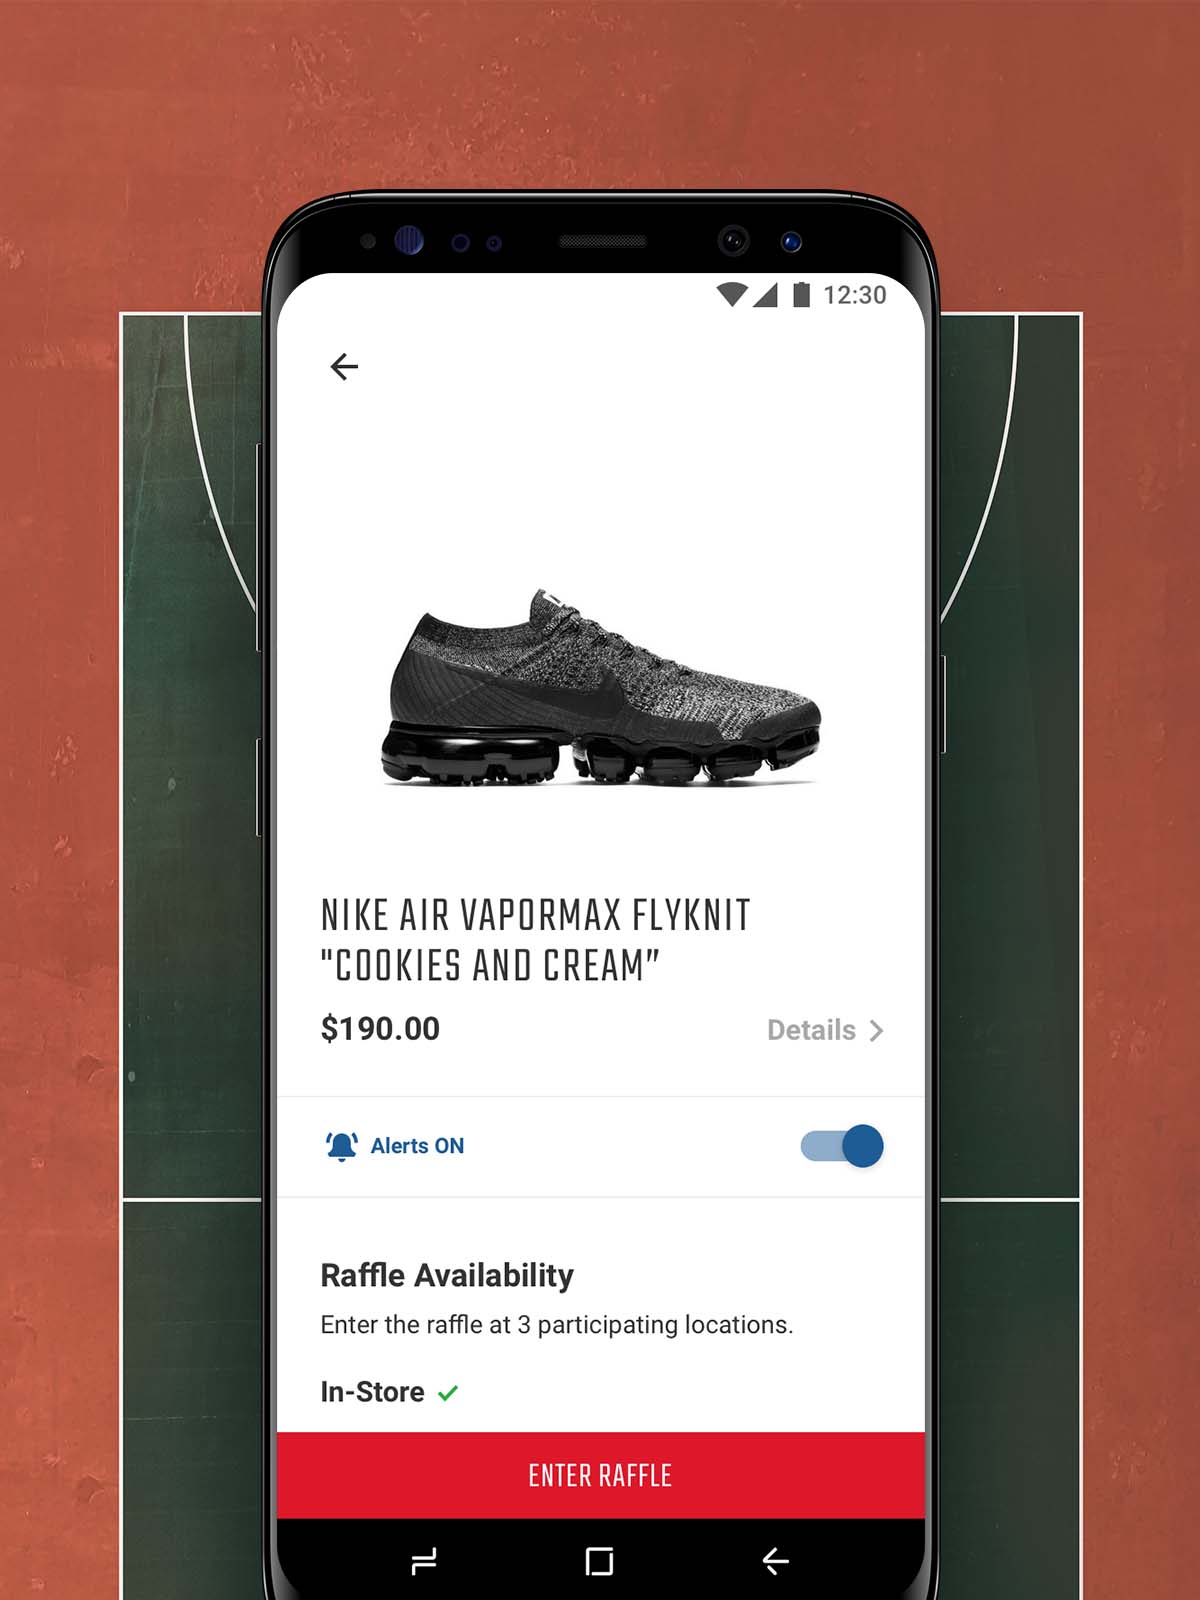 12:30
NIKE AIR VAPORMAX FLYKNIT
"COOKIES AND CREAM”
$190.00
Details
Alerts ON
Raffle Availability
Enter the raffle at 3 participating locations.
In-Store
ENTER RAFFLE